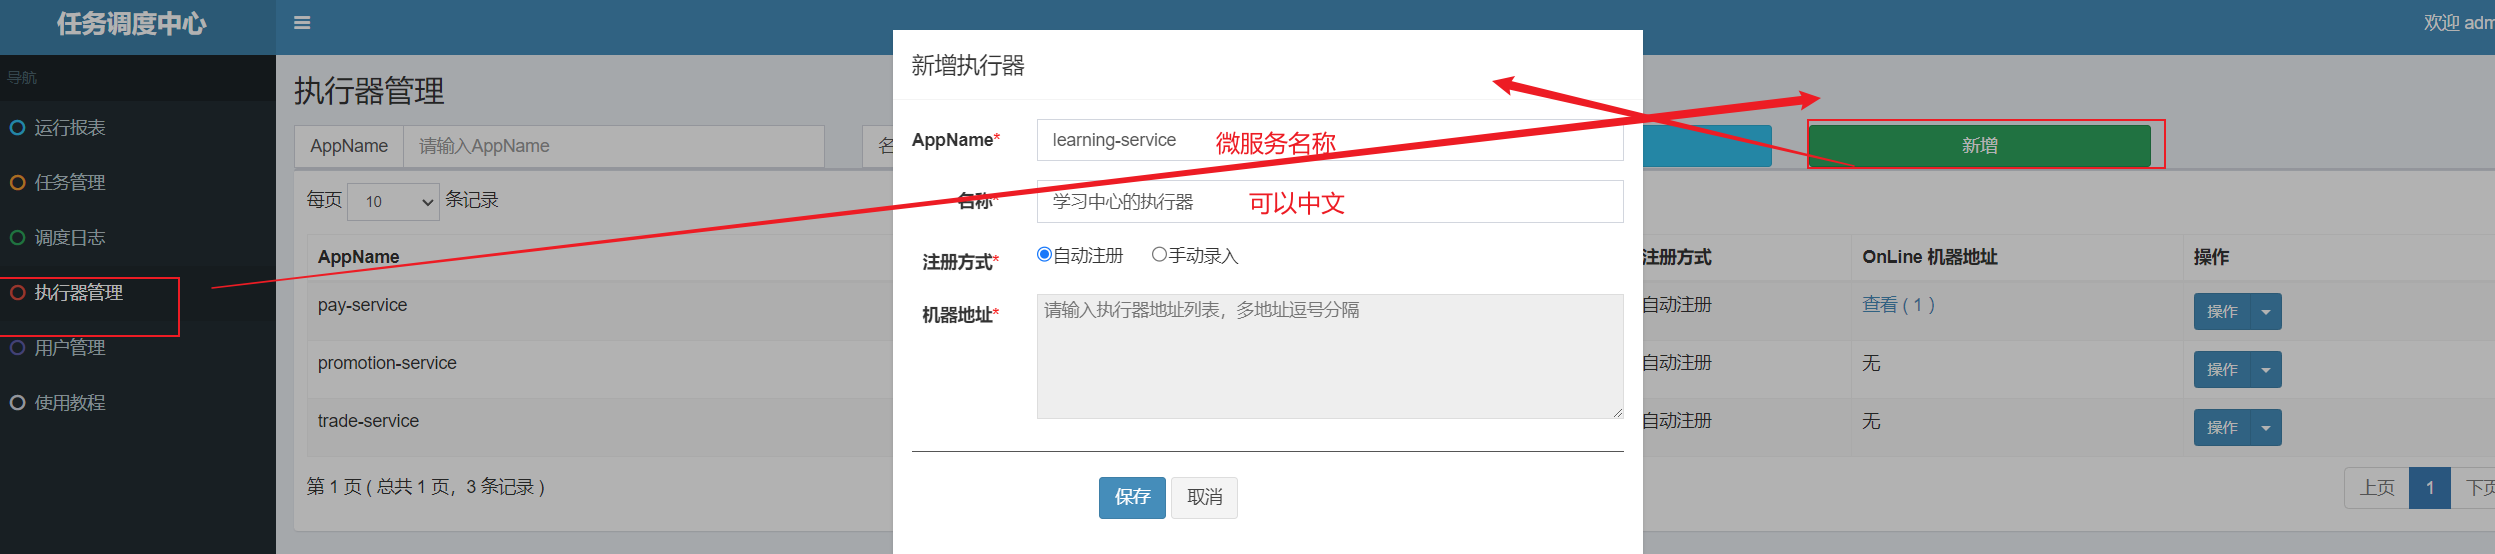 任务调度中心
欢迎 adm
导航
运行报表
任务管理
调度日志
执行器管理
用户管理
使用教程
执行器管理
AppName 请输入AppName 名
新增
每页 10 条记录
AppName 注册方式 OnLine 机器地址 操作
pay-service 自动注册 查看 ( 1 ) 操作
promotion-service 自动注册 无 操作
trade-service 自动注册 无 操作
第 1 页 ( 总共 1 页，3 条记录 )
上页 1 下页
新增执行器
AppName* learning-service 微服务名称
名称* 学习中心的执行器 可以中文
注册方式* 自动注册 手动录入
机器地址* 请输入执行器地址列表，多地址逗号分隔
保存 取消